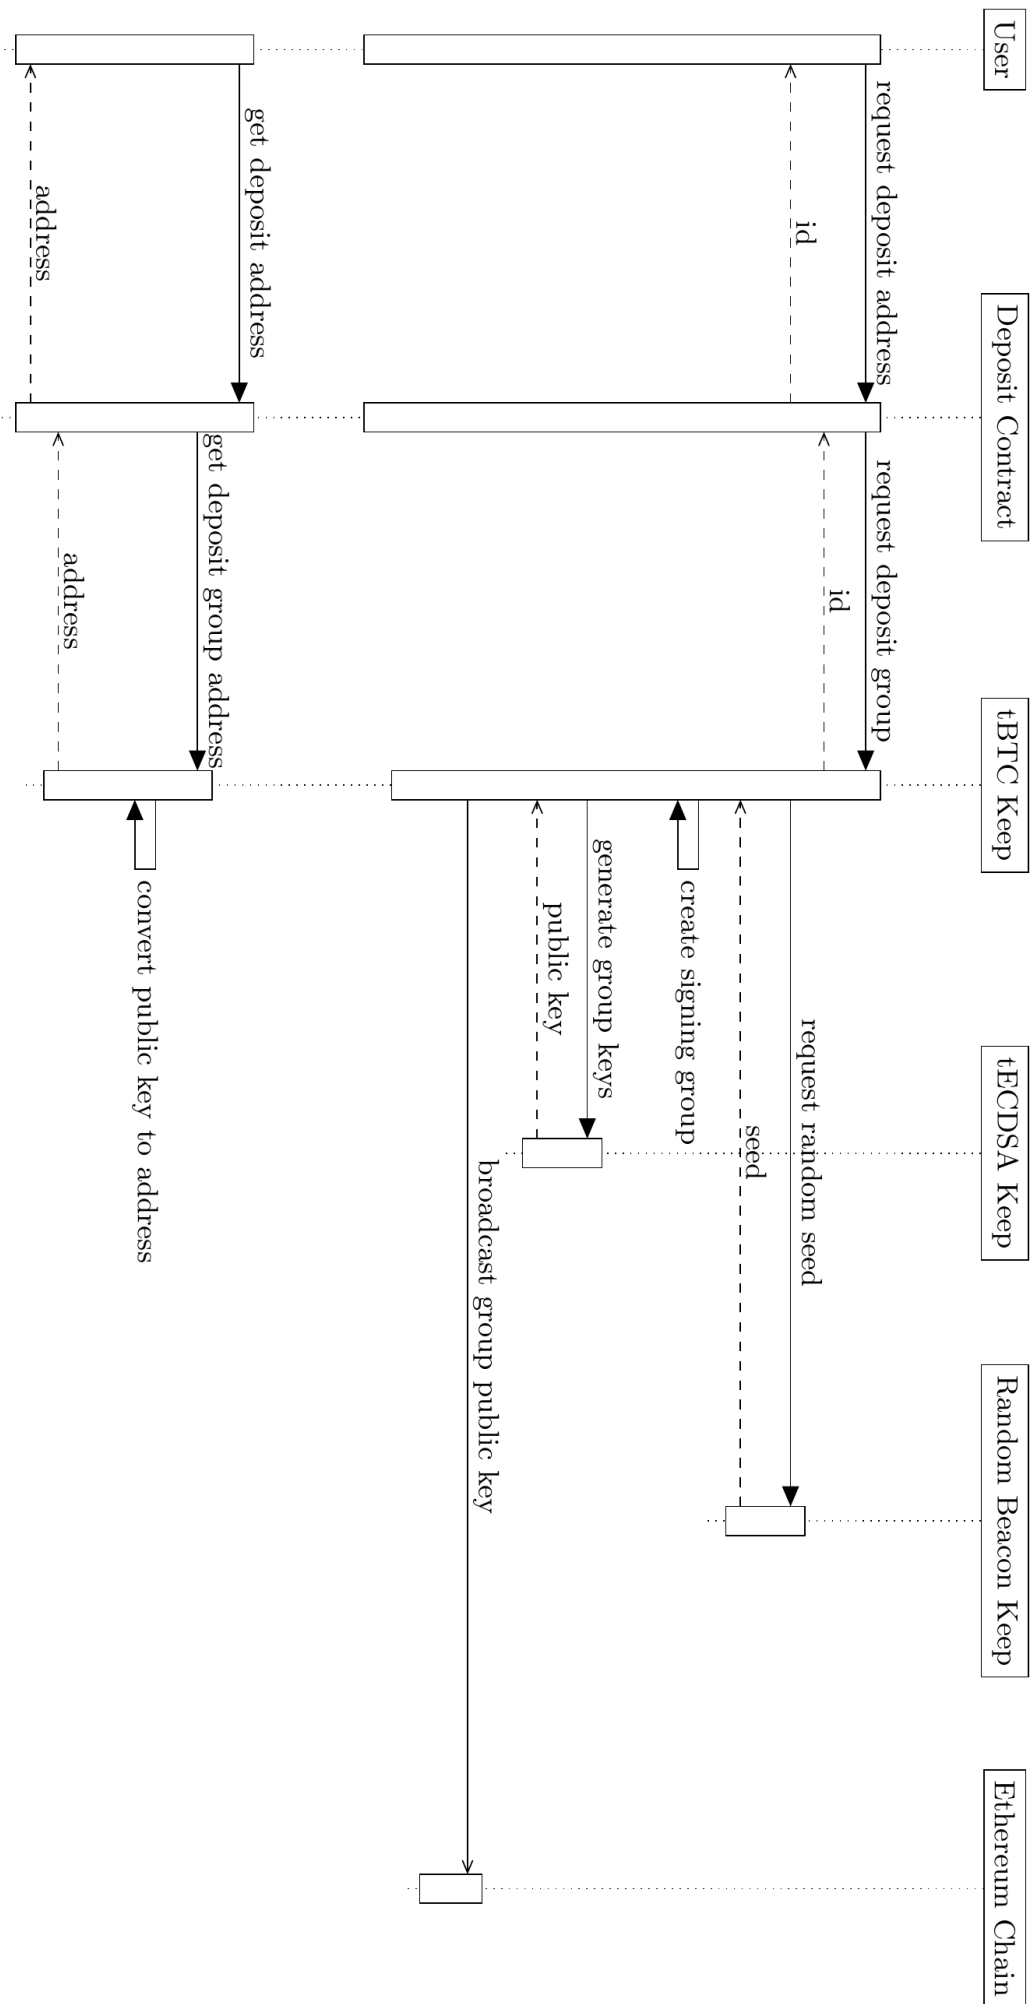 User
Deposit Contract
tBTC Keep
tECDSA Keep
Random Beacon Keep
Ethereum Chain
request deposit address
request deposit group
id
id
request random seed
seed
create signing group
generate group keys
public key
broadcast group public key
get deposit address
get deposit group address
convert public key to address
address
address